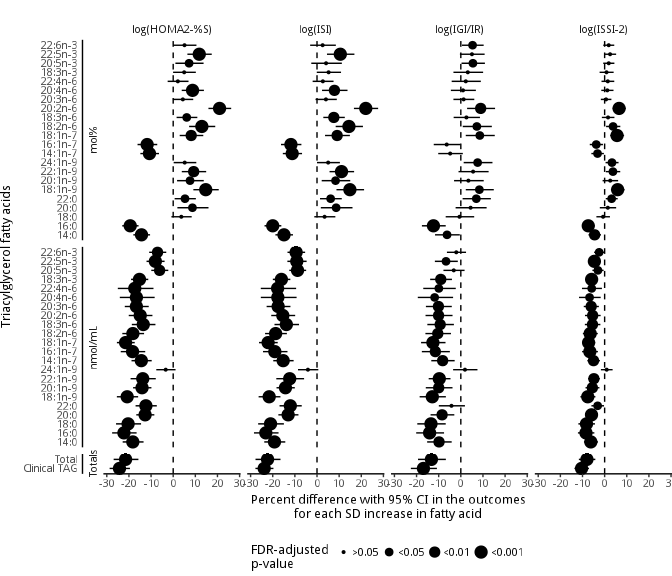 log(HOMA2-%S) log(ISI) log(IGI/IR) log(ISSI-2)
Triacylglycerol fatty acids
mol%
22:6n-3
22:5n-3
20:5n-3
18:3n-3
22:4n-6
20:4n-6
20:3n-6
20:2n-6
18:3n-6
18:2n-6
18:1n-7
16:1n-7
14:1n-7
24:1n-9
22:1n-9
20:1n-9
18:1n-9
22:0
20:0
18:0
16:0
14:0
nmol/mL
22:6n-3
22:5n-3
20:5n-3
18:3n-3
22:4n-6
20:4n-6
20:3n-6
20:2n-6
18:3n-6
18:2n-6
18:1n-7
16:1n-7
14:1n-7
24:1n-9
22:1n-9
20:1n-9
18:1n-9
22:0
20:0
18:0
16:0
14:0
Totals
Total
Clinical TAG
-30 -20 -10 0 10 20 30 -30 -20 -10 0 10 20 30 -30 -20 -10 0 10 20 30 -30 -20 -10 0 10 20 30
Percent difference with 95% CI in the outcomes
for each SD increase in fatty acid
FDR-adjusted
p-value
>0.05 <0.05 <0.01 <0.001